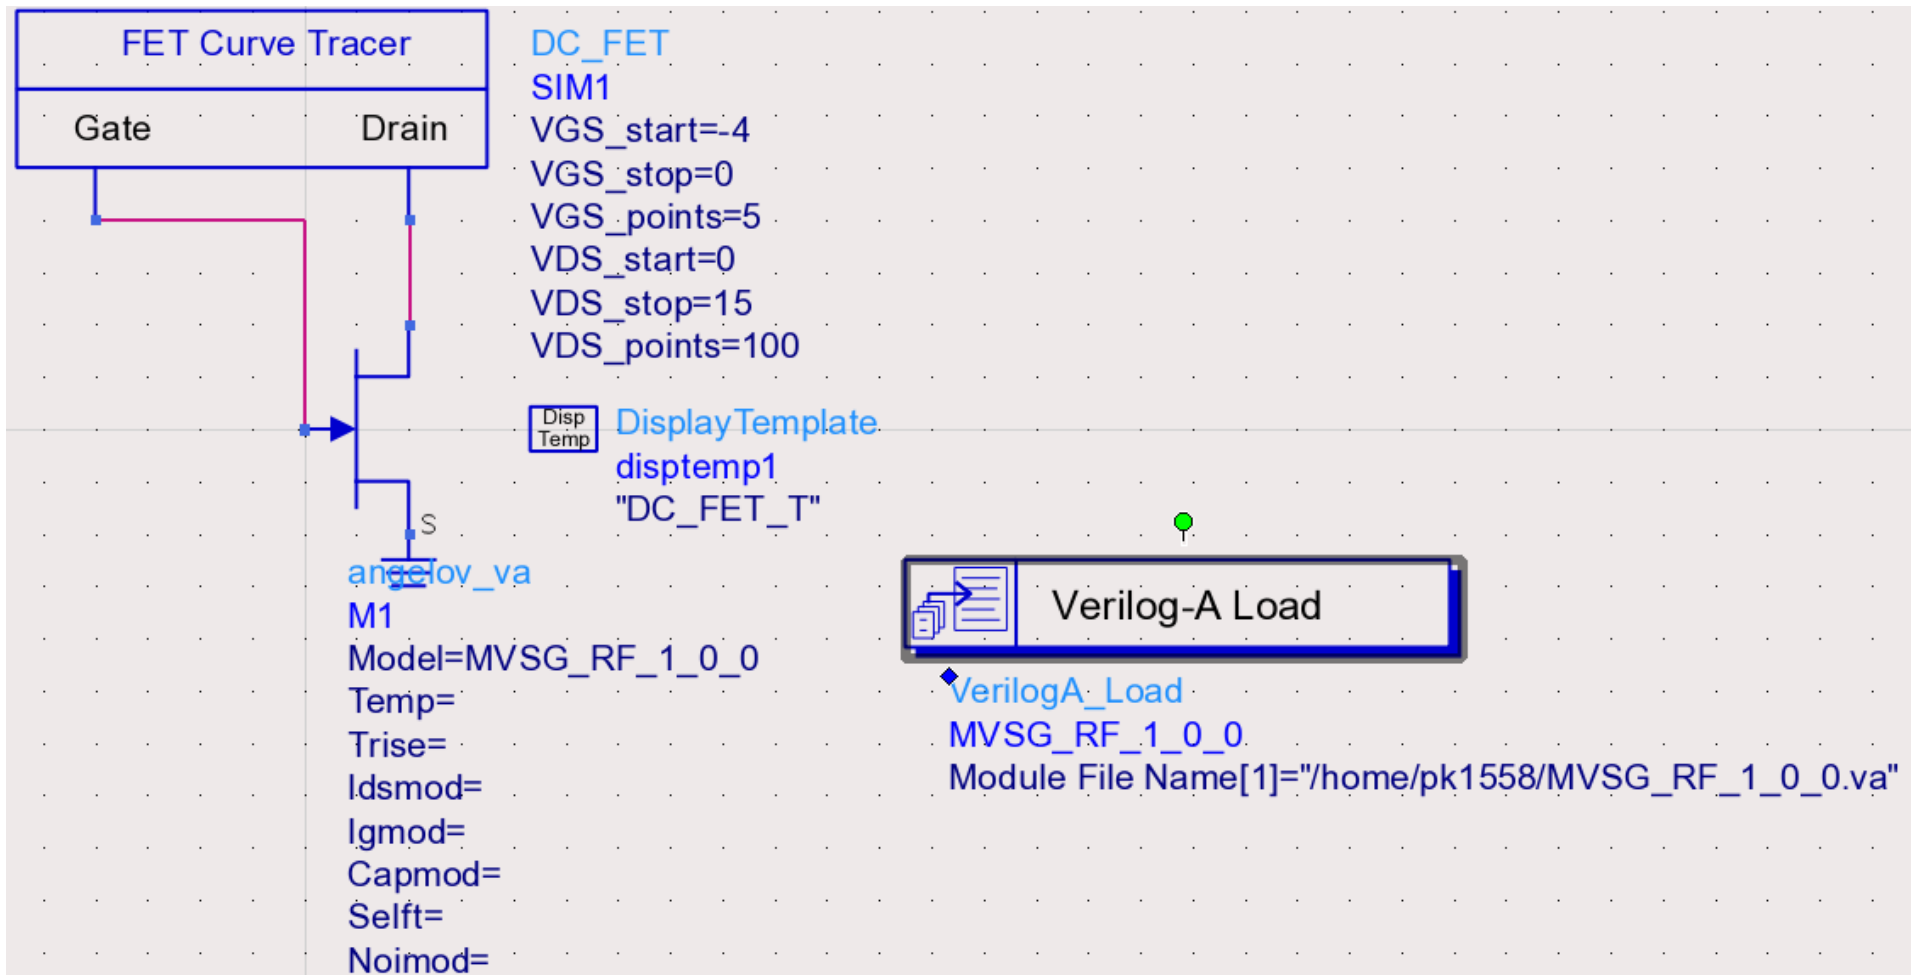 FET Curve Tracer
Gate
Drain
DC_FET
SIM1
VGS_start=-4
VGS_stop=0
VGS_points=5
VDS_start=0
VDS_stop=15
VDS_points=100
Disp
Temp
DisplayTemplate
disptemp1
"DC_FET_T"
S
angelov_va
M1
Model=MVSG_RF_1_0_0
Temp=
Trise=
Idsmod=
Igmod=
Capmod=
Selft=
Noimod=
Verilog-A Load
VerilogA_Load
MVSG_RF_1_0_0
Module File Name[1]="/home/pk1558/MVSG_RF_1_0_0.va"